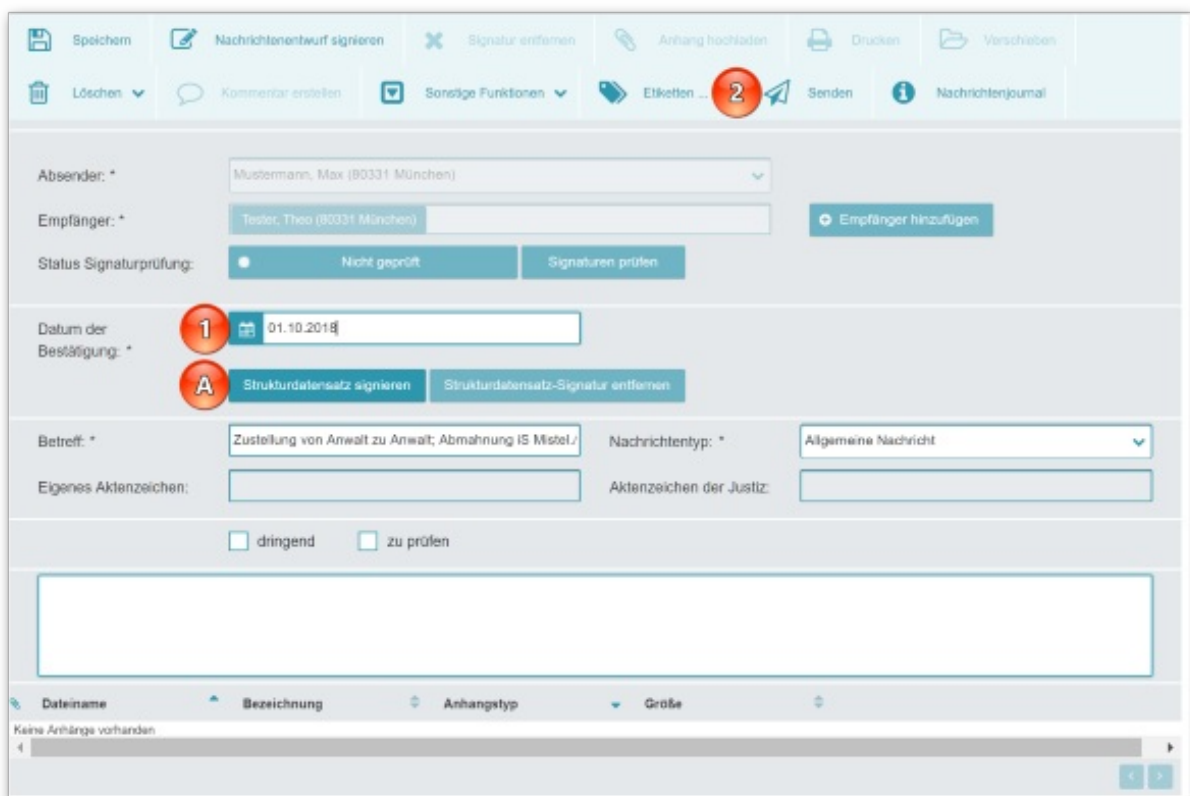 Speichern Nachrichtenentwurf signieren Signatur entfernen Anhang hochladen Drucken Verschieben
Löschen Kommentar erstellen Sonstige Funktionen Etiketten ... 2 Senden Nachrichtenjournal
Absender: * Mustermann, Max (80331 München)
Empfänger: * Tester, Theo (80331 München) Empfänger hinzufügen
Status Signaturprüfung: Nicht geprüft Signaturen prüfen
Datum der 1 01.10.2018
Bestätigung: *
A Strukturdatensatz signieren Strukturdatensatz-Signatur entfernen
Betreff: * Zustellung von Anwalt zu Anwalt; Abmahnung iS Mistel./ Nachrichtentyp: * Allgemeine Nachricht
Eigenes Aktenzeichen: Aktenzeichen der Justiz:
dringend zu prüfen
Dateiname Bezeichnung Anhangstyp Größe
Keine Anhänge vorhanden